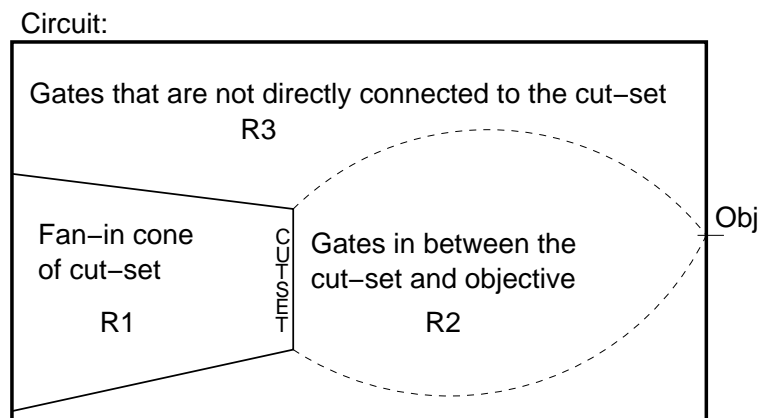 Circuit:
Gates that are not directly connected to the cut−set
R3
Obj
Fan−in cone
of cut−set
R1
CUTSET
Gates in between the
cut−set and objective
R2